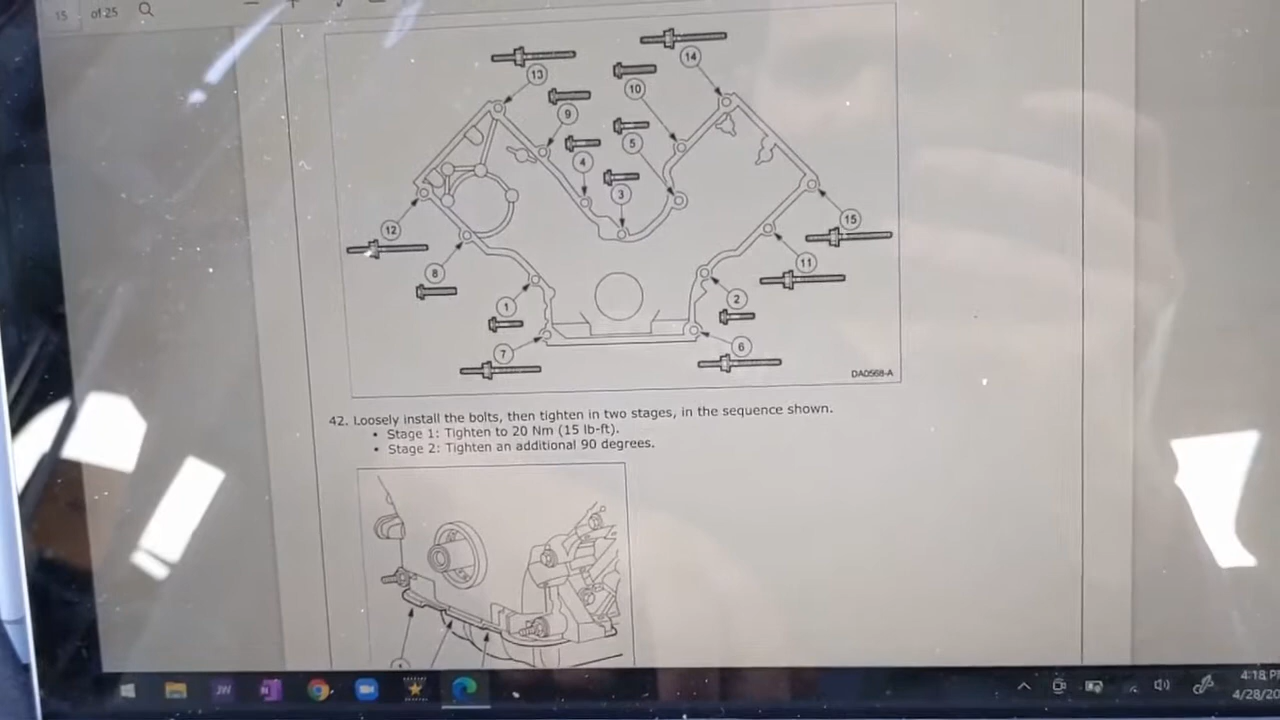 15 of 25
13
14
10
9
5
4
3
12
15
8
11
1
2
7
6
DA0568-A
42. Loosely install the bolts, then tighten in two stages, in the sequence shown.
• Stage 1: Tighten to 20 Nm (15 lb-ft).
• Stage 2: Tighten an additional 90 degrees.
JW
N
4:18 P
4/28/20